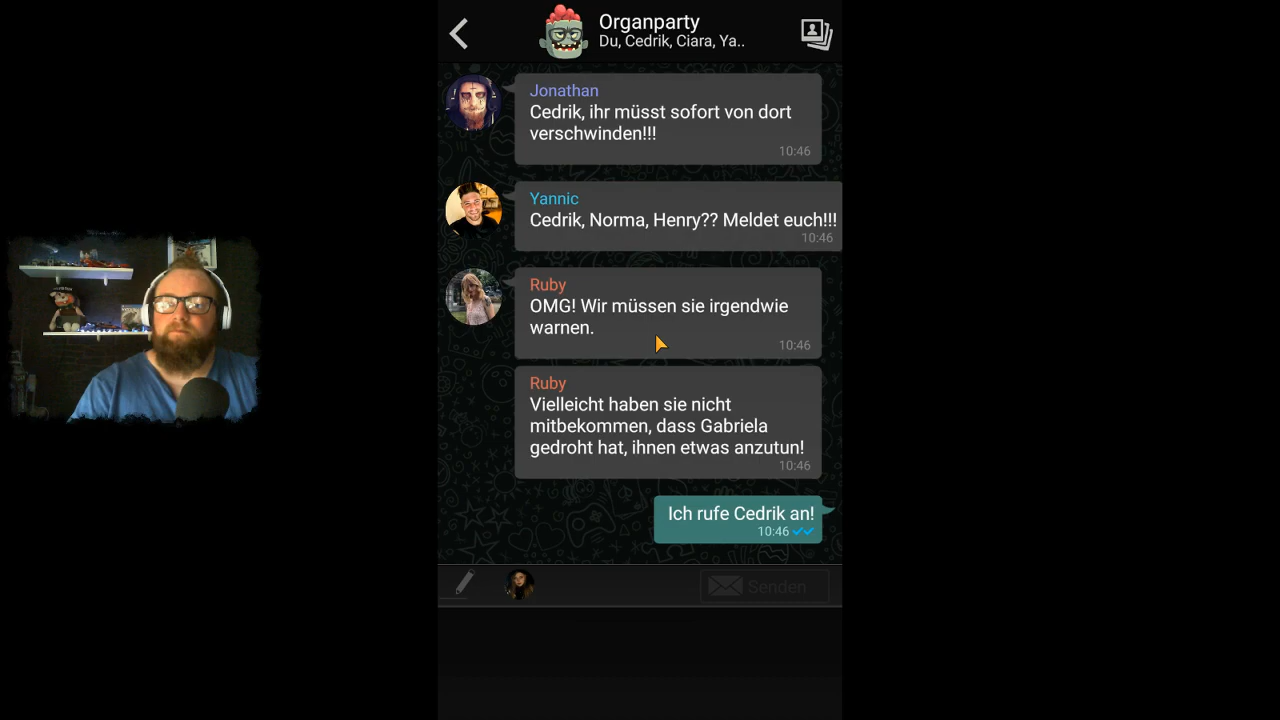 Organparty
Du, Cedrik, Ciara, Ya..
Jonathan
Cedrik, ihr müsst sofort von dort
verschwinden!!!
10:46
Yannic
Cedrik, Norma, Henry?? Meldet euch!!!
10:46
Ruby
OMG! Wir müssen sie irgendwie
warnen.
10:46
Ruby
Vielleicht haben sie nicht
mitbekommen, dass Gabriela
gedroht hat, ihnen etwas anzutun!
10:46
Ich rufe Cedrik an!
10:46
Senden